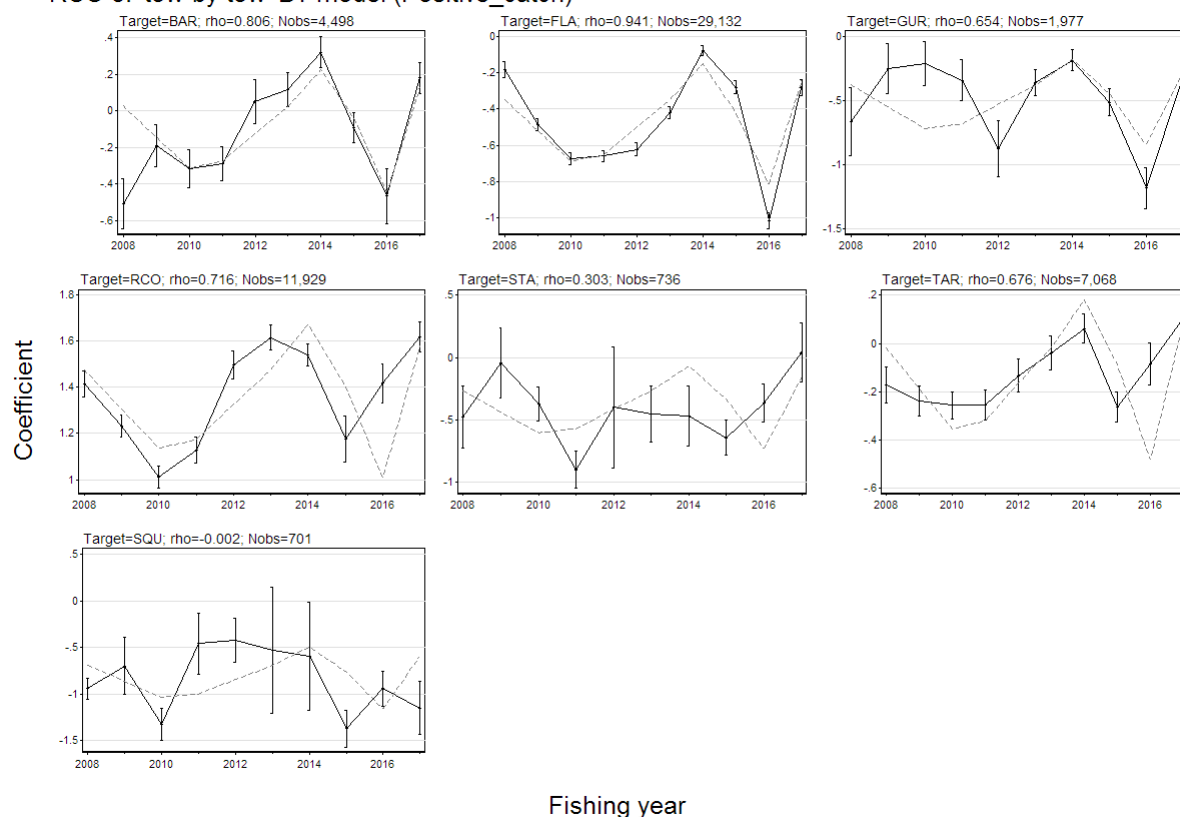 RCO tow-by-tow BT model (Positive_catch)
Target=BAR; rho=0.806; Nobs=4,498
.4
.2
0
-.2
-.4
-.6
2008 2010 2012 2014 2016
Target=FLA; rho=0.941; Nobs=29,132
0
-.2
-.4
-.6
-.8
-1
2008 2010 2012 2014 2016
Target=GUR; rho=0.654; Nobs=1,977
0
-.5
-1
-1.5
2008 2010 2012 2014 2016
Target=RCO; rho=0.716; Nobs=11,929
1.8
1.6
1.4
1.2
1
2008 2010 2012 2014 2016
Target=STA; rho=0.303; Nobs=736
.5
0
-.5
-1
2008 2010 2012 2014 2016
Target=TAR; rho=0.676; Nobs=7,068
.2
0
-.2
-.4
-.6
2008 2010 2012 2014 2016
Coefficient
Target=SQU; rho=-0.002; Nobs=701
.5
0
-.5
-1
-1.5
2008 2010 2012 2014 2016
Fishing year